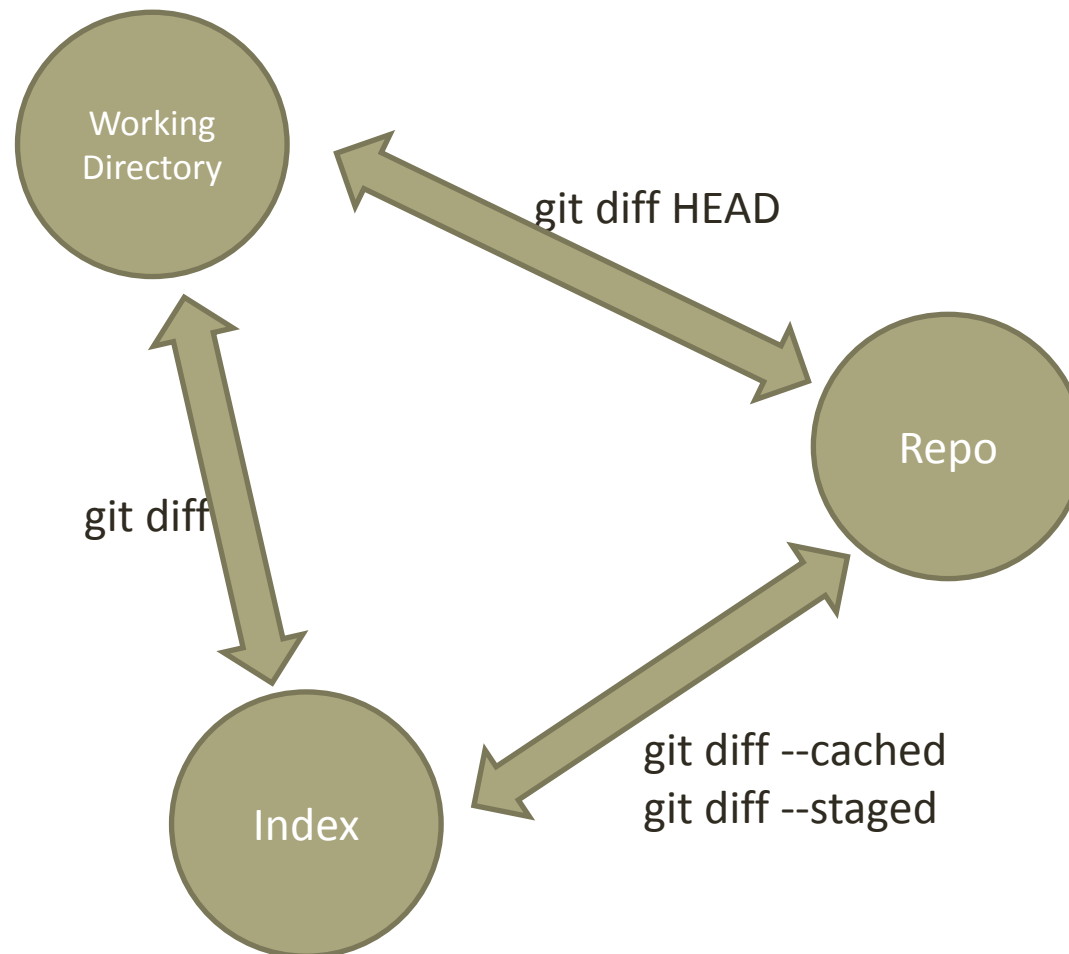 Working
Directory
git diff HEAD
Repo
git diff
git diff --cached
git diff --staged
Index